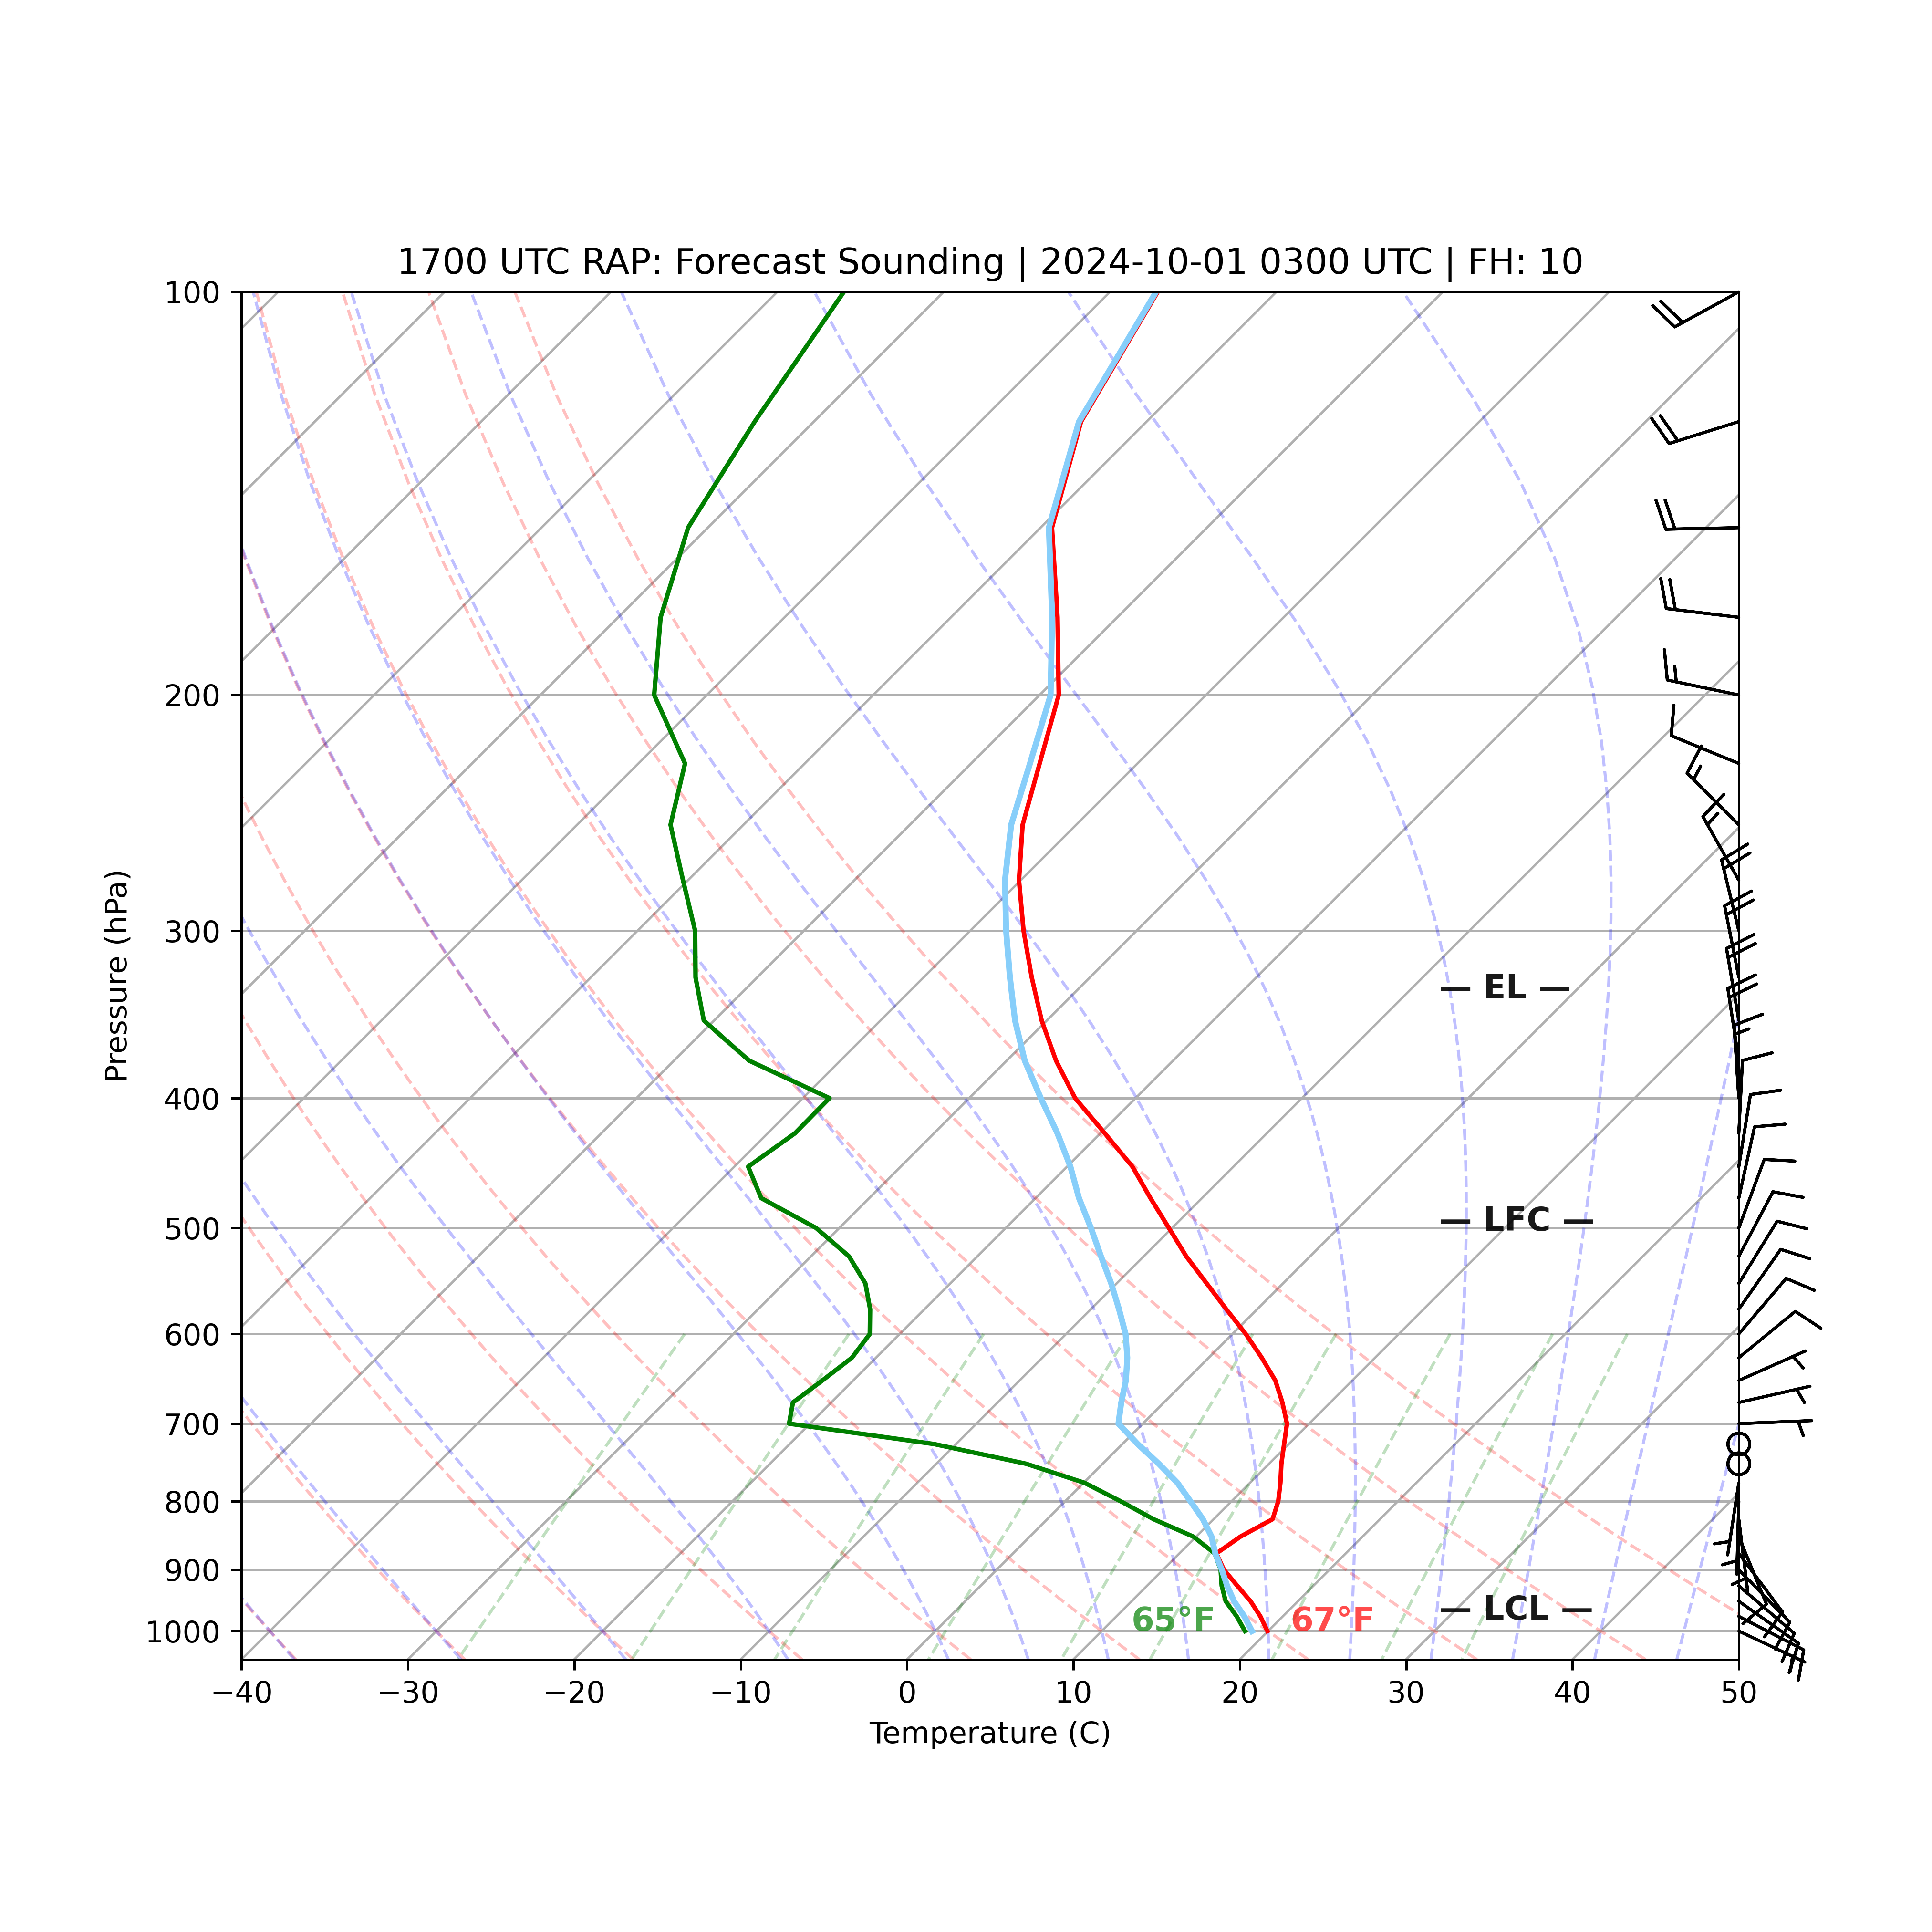 1700 UTC RAP: Forecast Sounding | 2024-10-01 0300 UTC | FH: 10
100
200
300
— EL —
Pressure (hPa)
400
— LFC —
500
600
700
800
900
— LCL —
65°F 67°F
1000
−40 −30 −20 −10 0 10 20 30 40 50
Temperature (C)